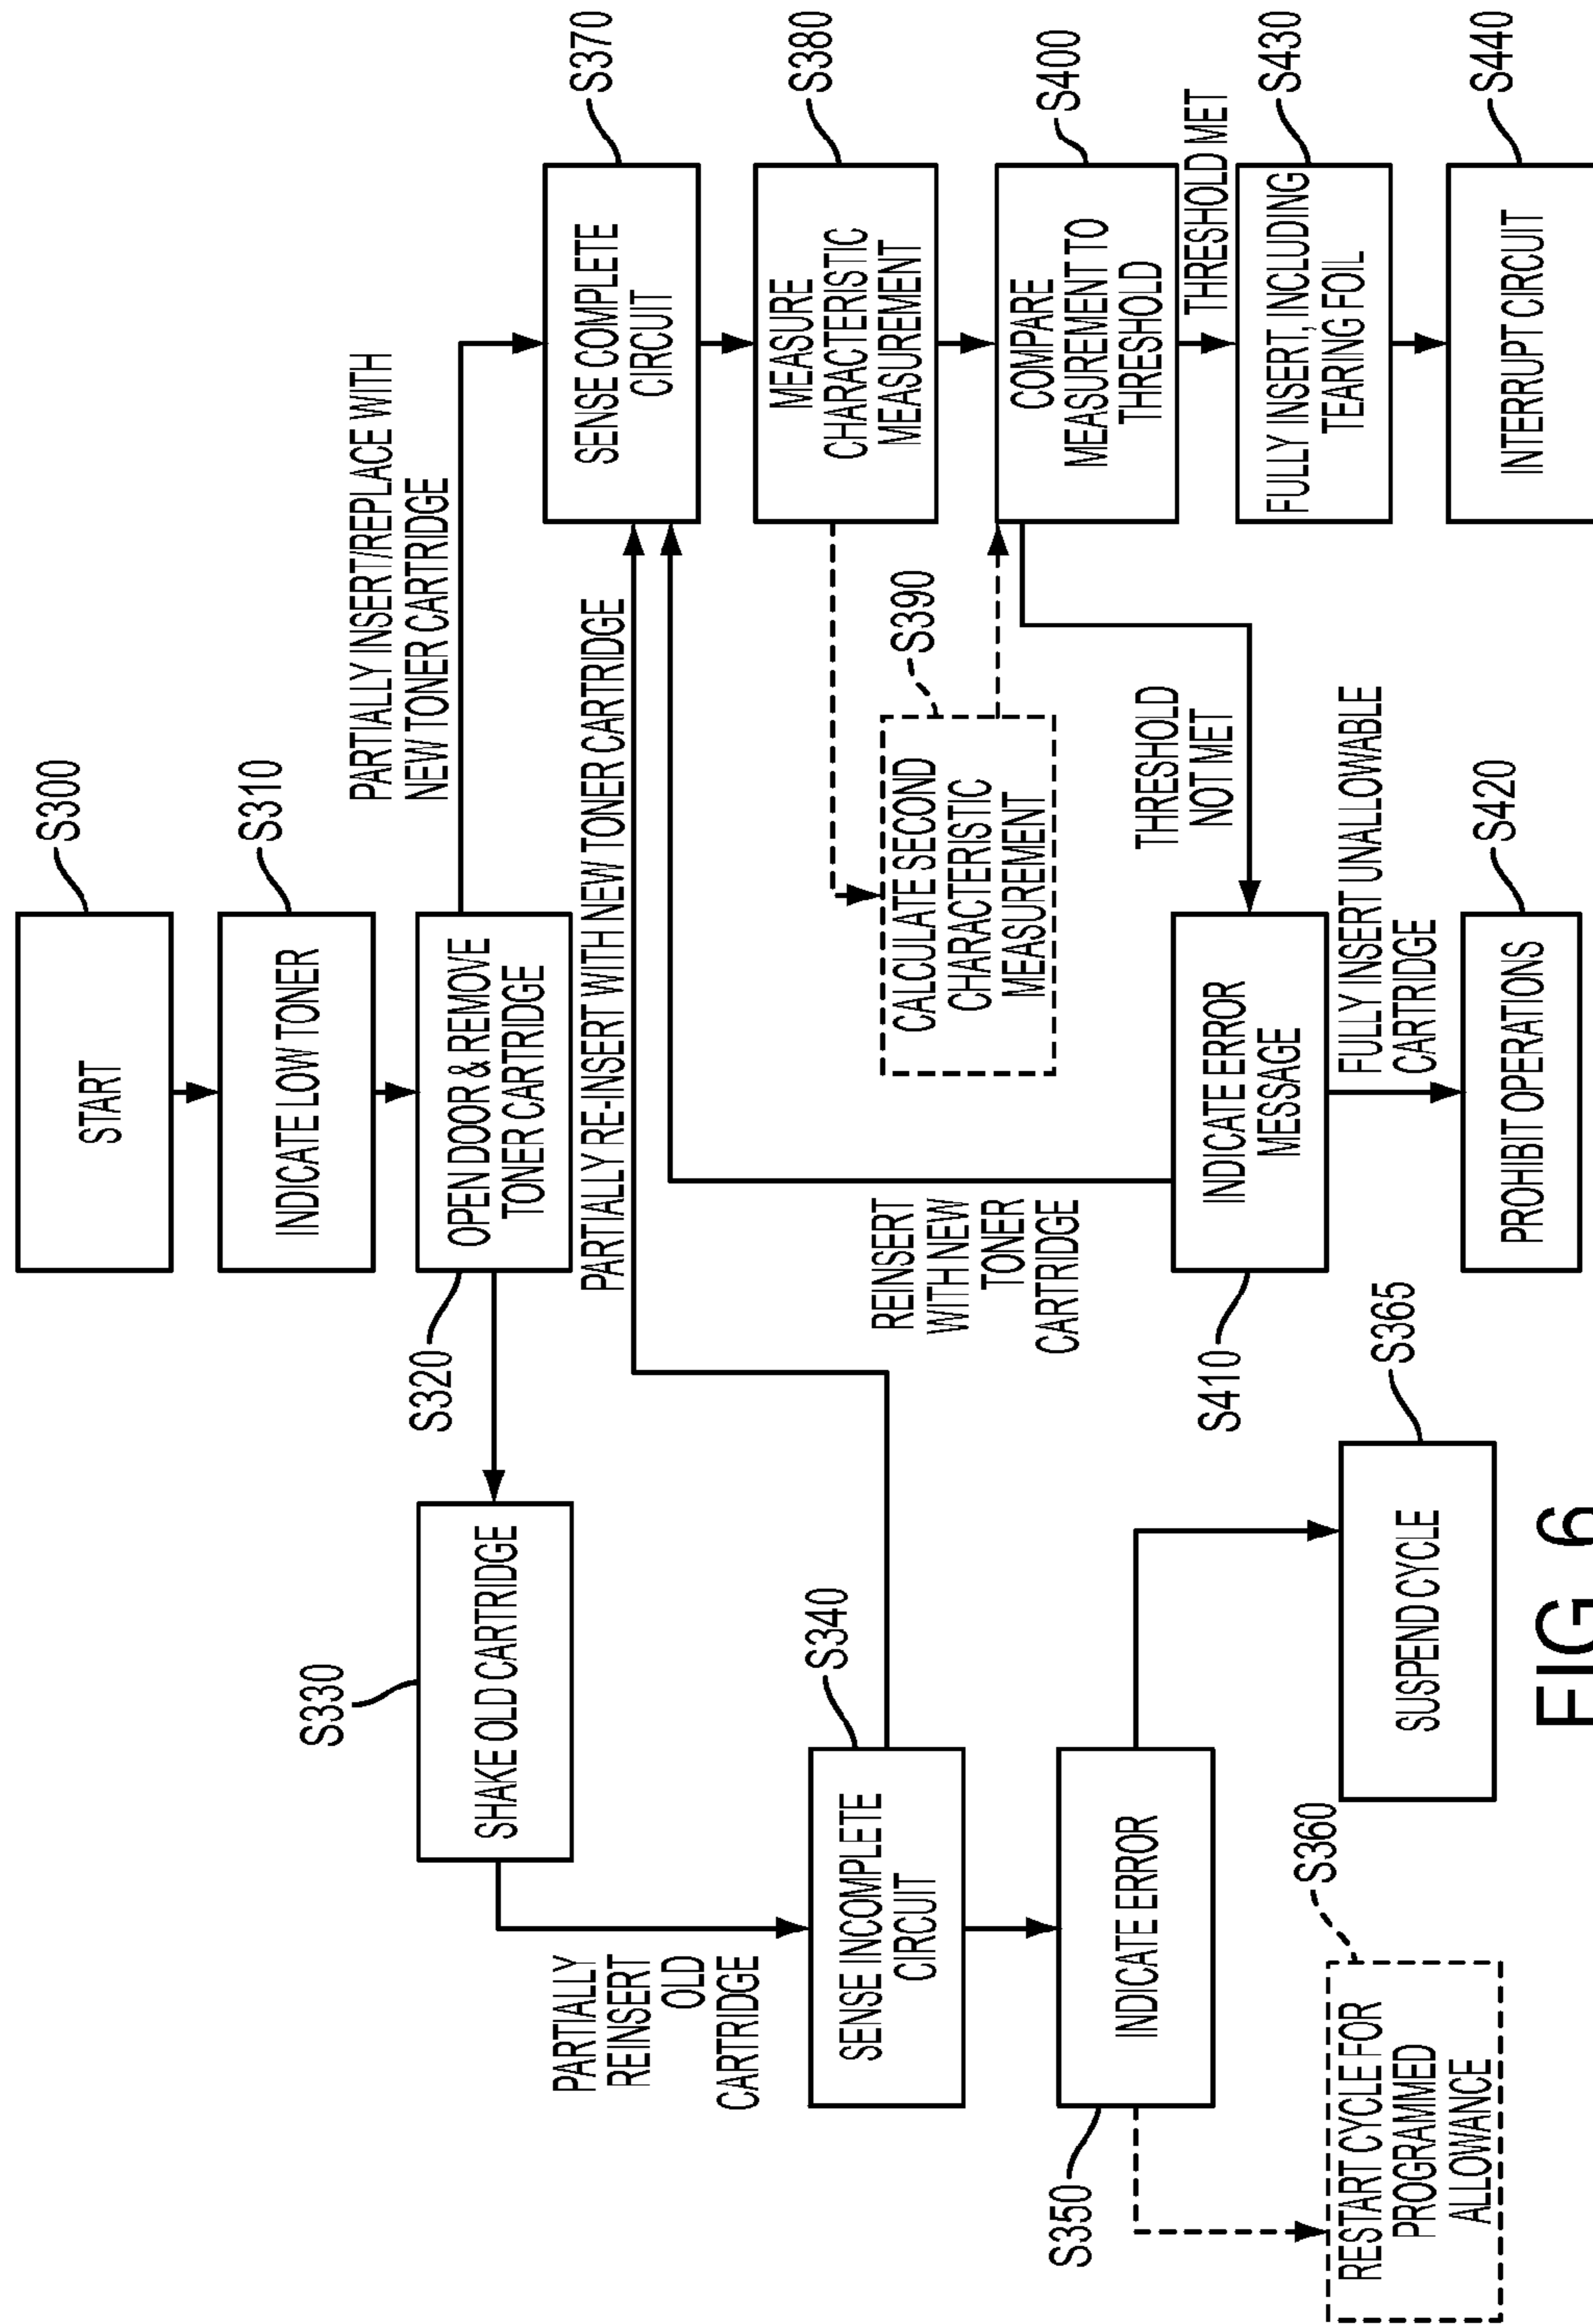 S300
START
S310
INDICATE LOW TONER
S320
OPEN DOOR & REMOVE
TONER CARTRIDGE
PARTIALLY INSERT/REPLACE WITH
NEW TONER CARTRIDGE
S330
SHAKE OLD CARTRIDGE
PARTIALLY
REINSERT
OLD
CARTRIDGE
S340
SENSE INCOMPLETE
CIRCUIT
PARTIALLY RE-INSERT WITH NEW TONER CARTRIDGE
S350
INDICATE ERROR
S360
RESTART CYCLE FOR
PROGRAMMED
ALLOWANCE
S365
SUSPEND CYCLE
S370
SENSE COMPLETE
CIRCUIT
S380
MEASURE
CHARACTERISTIC
MEASUREMENT
S390
CALCULATE SECOND
CHARACTERISTIC
MEASUREMENT
S400
COMPARE
MEASUREMENT TO
THRESHOLD
THRESHOLD
NOT MET
THRESHOLD MET
REINSERT
WITH NEW
TONER
CARTRIDGE
S410
INDICATE ERROR
MESSAGE
FULLY INSERT UNALLOWABLE
CARTRIDGE
S420
PROHIBIT OPERATIONS
S430
FULLY INSERT, INCLUDING
TEARING FOIL
S440
INTERRUPT CIRCUIT
FIG. 6